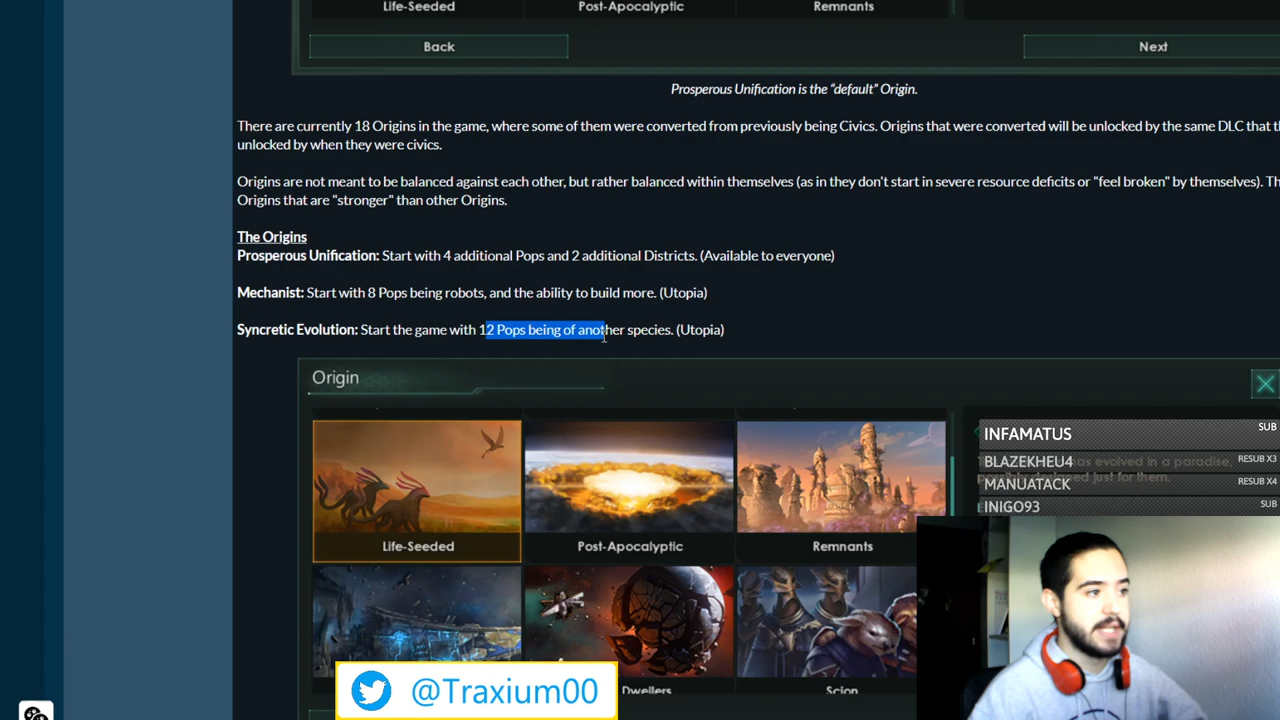 Life-Seeded
Post-Apocalyptic
Remnants
Back
Next
Prosperous Unification is the “default” Origin.
There are currently 18 Origins in the game, where some of them were converted from previously being Civics. Origins that were converted will be unlocked by the same DLC that
unlocked by when they were civics.
Origins are not meant to be balanced against each other, but rather balanced within themselves (as in they don't start in severe resource deficits or "feel broken" by themselves).
Origins that are "stronger" than other Origins.
The Origins
Prosperous Unification: Start with 4 additional Pops and 2 additional Districts. (Available to everyone)
Mechanist: Start with 8 Pops being robots, and the ability to build more. (Utopia)
Syncretic Evolution: Start the game with 12 Pops being of another species. (Utopia)
Origin
INFAMATUS SUB
BLAZEKHEU4 RESUB X3
has evolved in a paradise,
MANUATACK RESUB X4
just for them.
INIGO93 SUB
Life-Seeded
Post-Apocalyptic
Remnants
Dwellers
Scion
@Traxium00